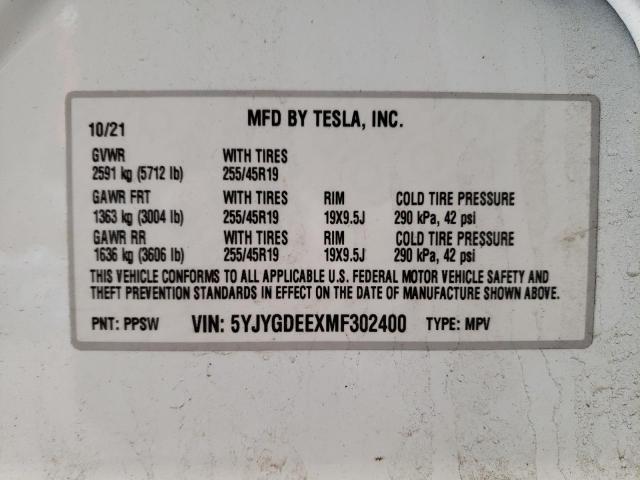 MFD BY TESLA, INC.
10/21
GVWR WITH TIRES
2591 kg (5712 lb) 255/45R19
GAWR FRT WITH TIRES RIM COLD TIRE PRESSURE
1363 kg (3004 lb) 255/45R19 19X9.5J 290 kPa, 42 psi
GAWR RR WITH TIRES RIM COLD TIRE PRESSURE
1636 kg (3606 lb) 255/45R19 19X9.5J 290 kPa, 42 psi
THIS VEHICLE CONFORMS TO ALL APPLICABLE U.S. FEDERAL MOTOR VEHICLE SAFETY AND
THEFT PREVENTION STANDARDS IN EFFECT ON THE DATE OF MANUFACTURE SHOWN ABOVE.
PNT: PPSW VIN: 5YJYGDEEXMF302400 TYPE: MPV